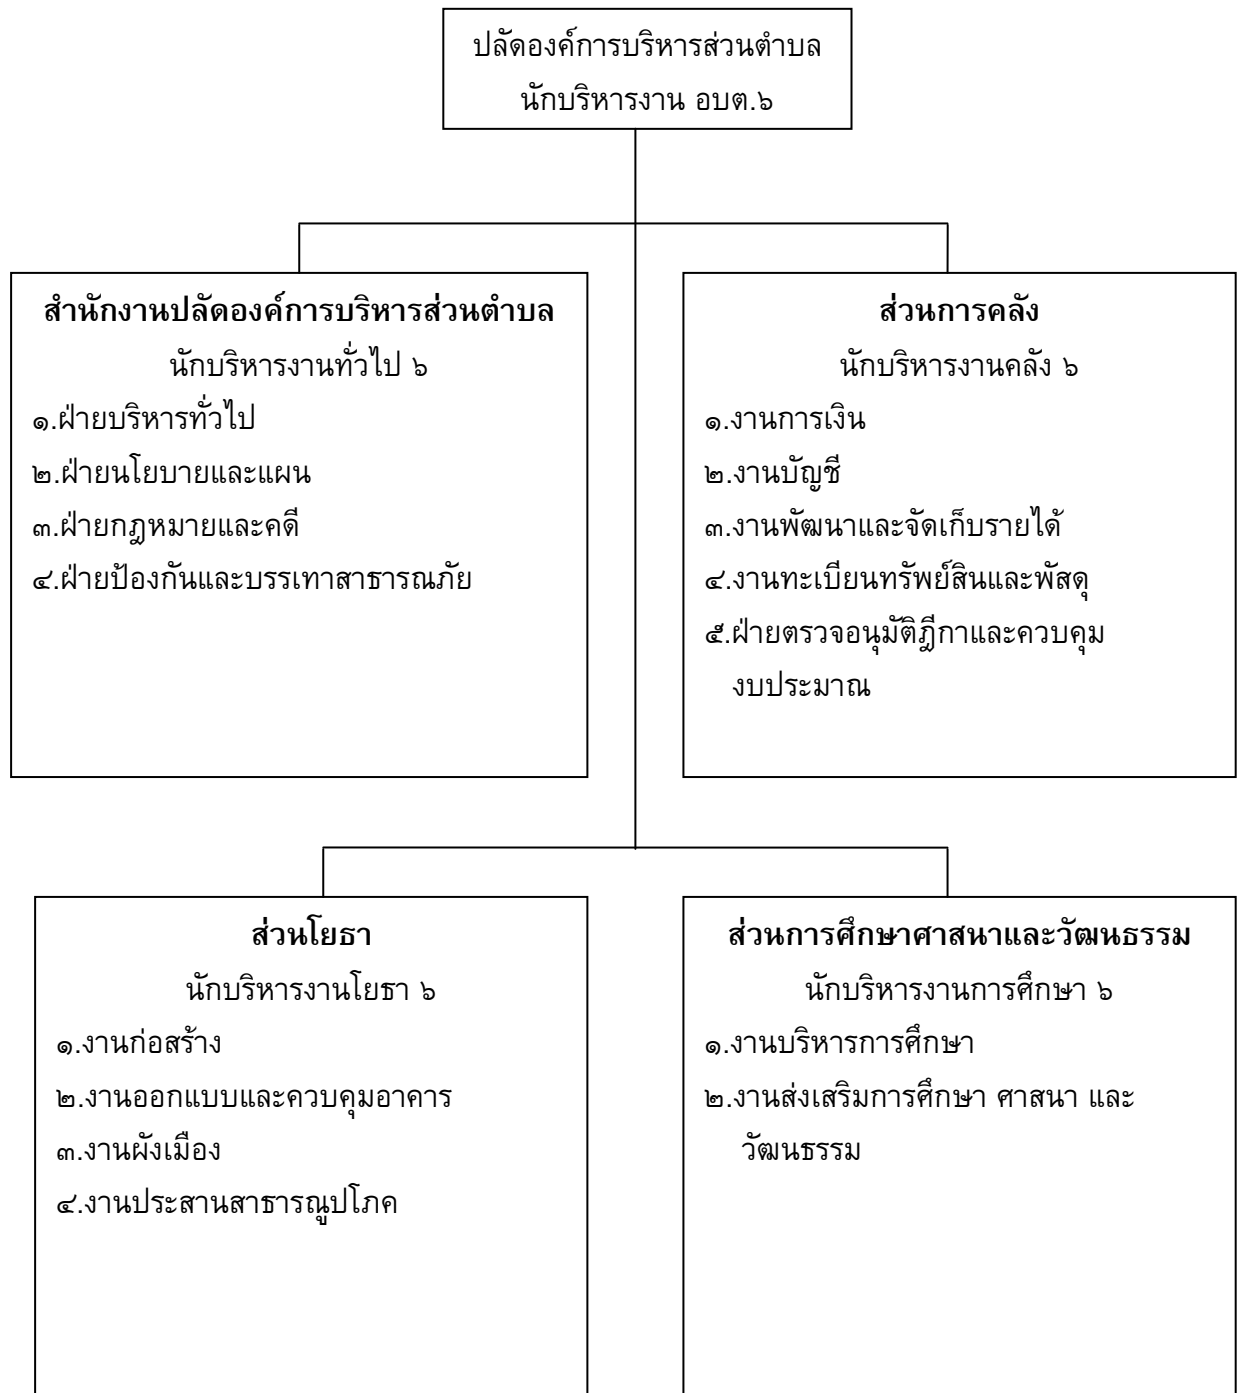 ปลัดองค์การบริหารส่วนตำบล
นักบริหารงาน อบต.๖
สำนักงานปลัดองค์การบริหารส่วนตำบล
นักบริหารงานทั่วไป ๖
๑.ฝ่ายบริหารทั่วไป
๒.ฝ่ายนโยบายและแผน
๓.ฝ่ายกฎหมายและคดี
๔.ฝ่ายป้องกันและบรรเทาสาธารณภัย
ส่วนการคลัง
นักบริหารงานคลัง ๖
๑.งานการเงิน
๒.งานบัญชี
๓.งานพัฒนาและจัดเก็บรายได้
๔.งานทะเบียนทรัพย์สินและพัสดุ
๕.ฝ่ายตรวจอนุมัติฎีกาและควบคุม
งบประมาณ
ส่วนโยธา
นักบริหารงานโยธา ๖
๑.งานก่อสร้าง
๒.งานออกแบบและควบคุมอาคาร
๓.งานผังเมือง
๔.งานประสานสาธารณูปโภค
ส่วนการศึกษาศาสนาและวัฒนธรรม
นักบริหารงานการศึกษา ๖
๑.งานบริหารการศึกษา
๒.งานส่งเสริมการศึกษา ศาสนา และ
วัฒนธรรม